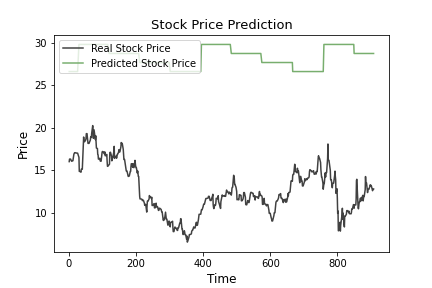 Stock Price Prediction
Real Stock Price
Predicted Stock Price
Price
30
25
20
15
10
0 200 400 600 800
Time